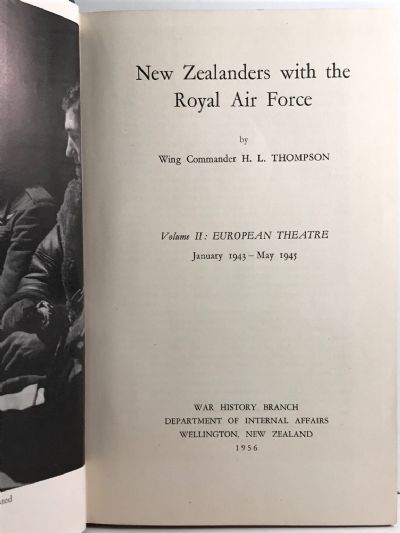 New Zealanders with the
Royal Air Force
by
Wing Commander H. L. THOMPSON
Volume II: EUROPEAN THEATRE
January 1943 – May 1945
WAR HISTORY BRANCH
DEPARTMENT OF INTERNAL AFFAIRS
WELLINGTON, NEW ZEALAND
1956